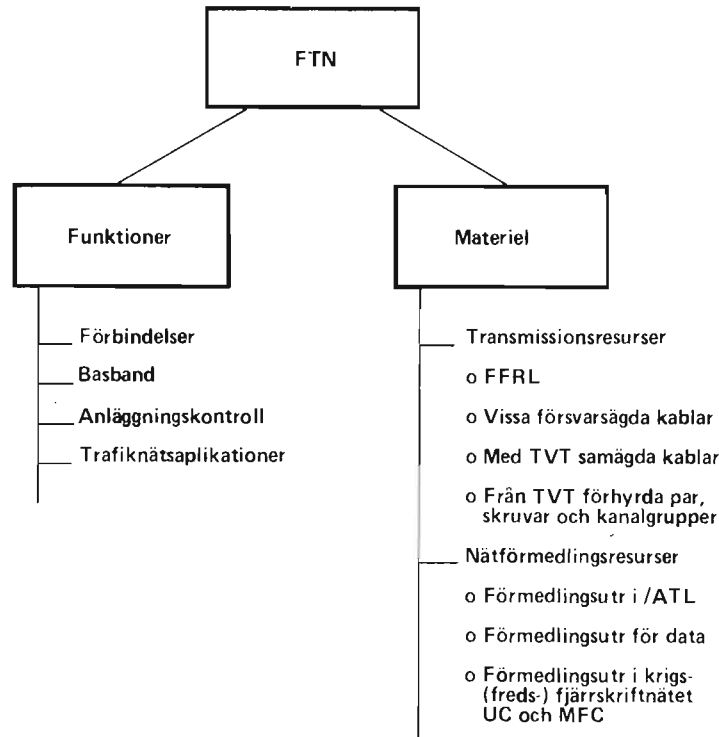 FTN
Funktioner
Förbindelser
Basband
Anläggningskontroll
Trafiknätsaplikationer
Materiel
Transmissionsresurser
o FFRL
o Vissa försvarsägda kablar
o Med TVT samägda kablar
o Från TVT förhyrda par,
skruvar och kanalgrupper
Nätförmedlingsresurser
o Förmedlingsutr i /ATL
o Förmedlingsutr för data
o Förmedlingsutr i krigs-
(freds-) fjärrskriftnätet
UC och MFC